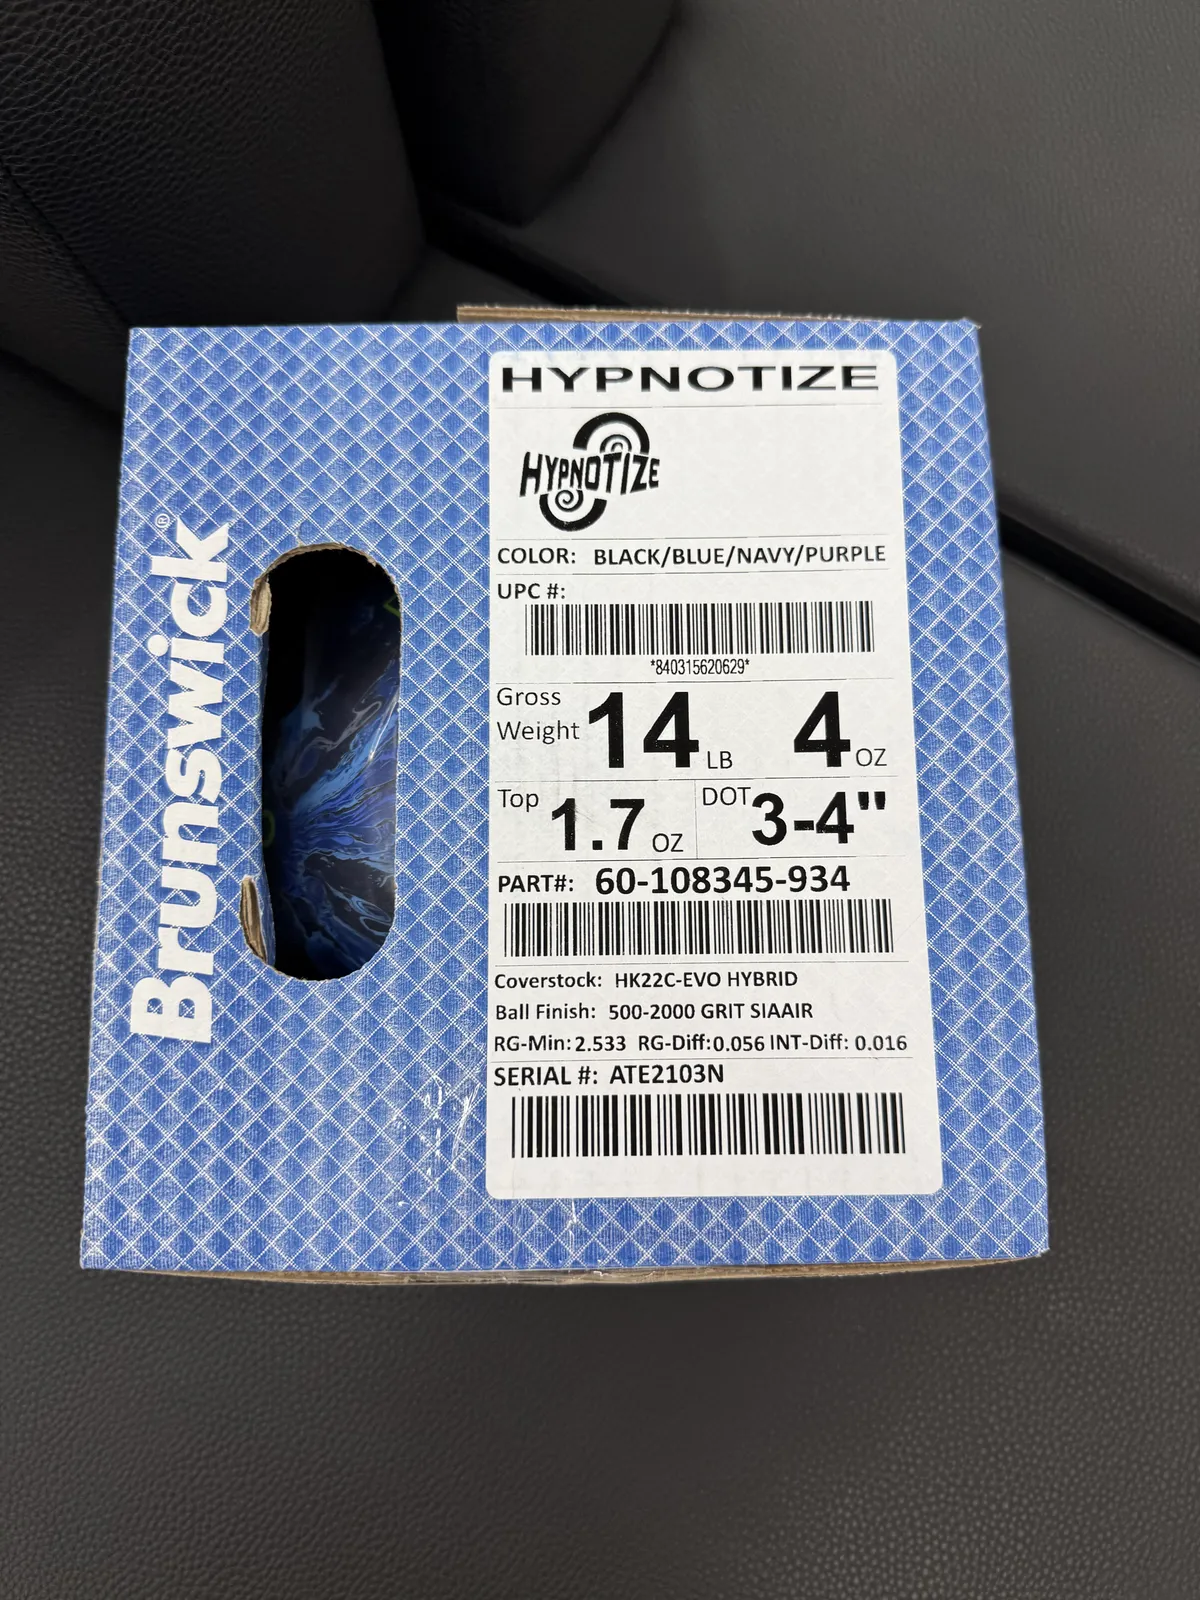 Brunswick®
HYPNOTIZE
HYPNOTIZE
COLOR: BLACK/BLUE/NAVY/PURPLE
UPC #:
*840315620629*
Gross Weight 14 LB 4 OZ
Top 1.7 OZ DOT 3-4"
PART#: 60-108345-934
Coverstock: HK22C-EVO HYBRID
Ball Finish: 500-2000 GRIT SIAAIR
RG-Min: 2.533 RG-Diff: 0.056 INT-Diff: 0.016
SERIAL #: ATE2103N